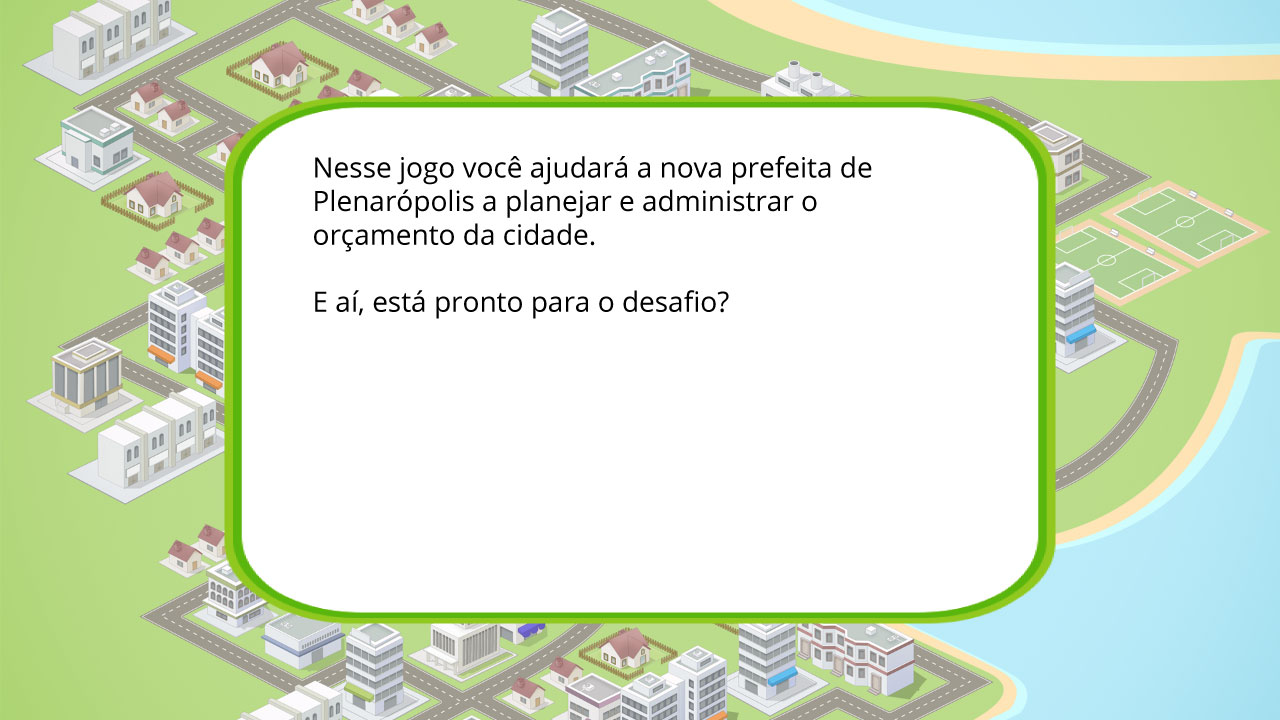 Nesse jogo você ajudará a nova prefeita de
Plenarópolis a planejar e administrar o
orçamento da cidade.
E aí, está pronto para o desafio?